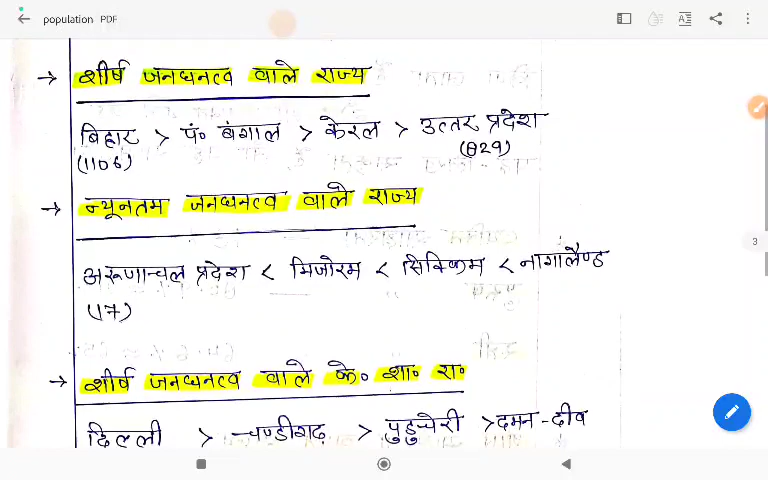 population PDF
→ शीर्ष जनघनत्व वाले राज्य
बिहार > पं० बंगाल > केरल > उत्तर प्रदेश
(1106) (829)
→ न्यूनतम जनघनत्व वाले राज्य
अरूणाचल प्रदेश < मिजोरम < सिक्किम < नागालैण्ड
(17)
3
→ शीर्ष जनघनत्व वाले के० शा० रा०
दिल्ली > चण्डीगढ़ > पुडुचेरी > दमन-दीव